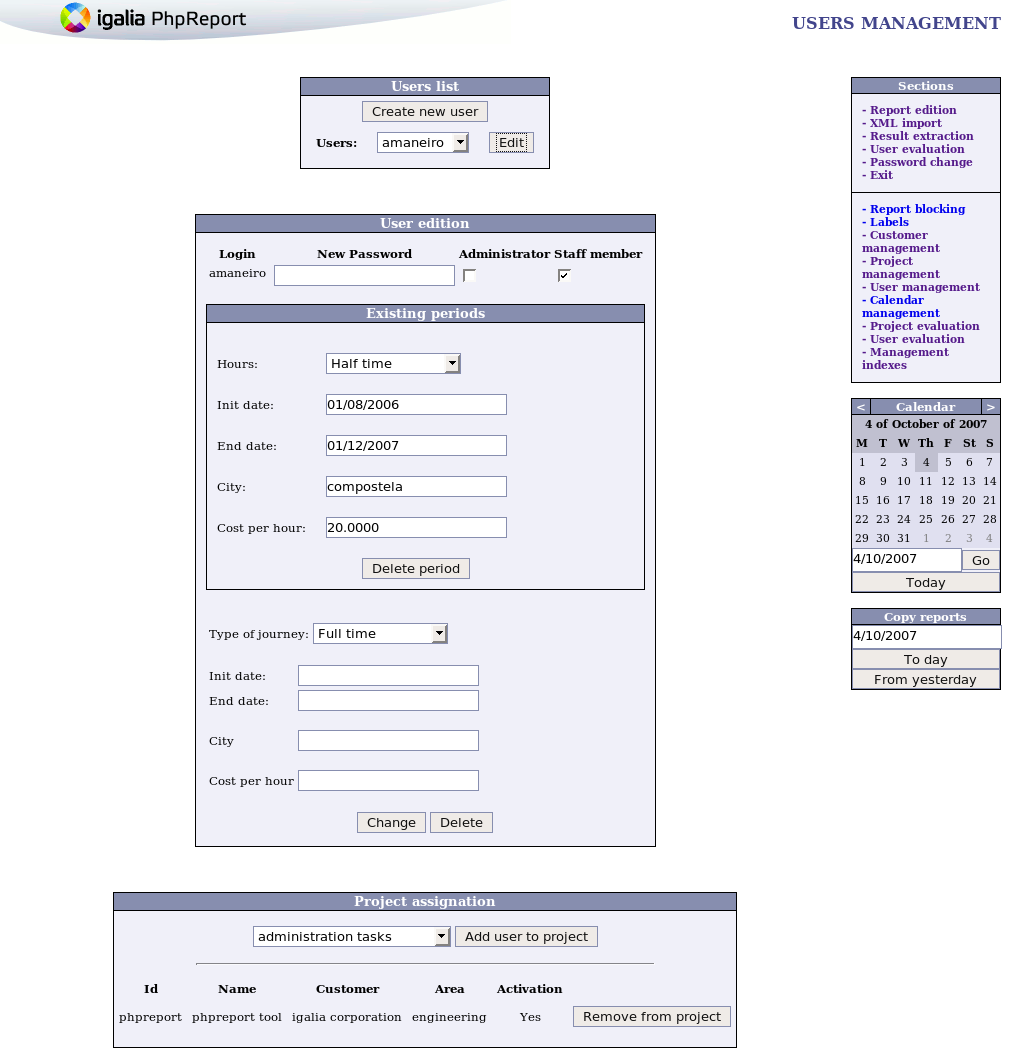 igalia PhpReport
USERS MANAGEMENT
Users list
Create new user
Users: amaneiro Edit
User edition
Login New Password Administrator Staff member
amaneiro
Existing periods
Hours: Half time
Init date: 01/08/2006
End date: 01/12/2007
City: compostela
Cost per hour: 20.0000
Delete period
Type of journey: Full time
Init date:
End date:
City
Cost per hour
Change Delete
Project assignation
administration tasks Add user to project
Id Name Customer Area Activation
phpreport phpreport tool igalia corporation engineering Yes Remove from project
Sections
- Report edition
- XML import
- Result extraction
- User evaluation
- Password change
- Exit
- Report blocking
- Labels
- Customer
management
- Project
management
- User management
- Calendar
management
- Project evaluation
- User evaluation
- Management
indexes
< Calendar >
4 of October of 2007
M T W Th F St S
1 2 3 4 5 6 7
8 9 10 11 12 13 14
15 16 17 18 19 20 21
22 23 24 25 26 27 28
29 30 31 1 2 3 4
4/10/2007 Go
Today
Copy reports
4/10/2007
To day
From yesterday